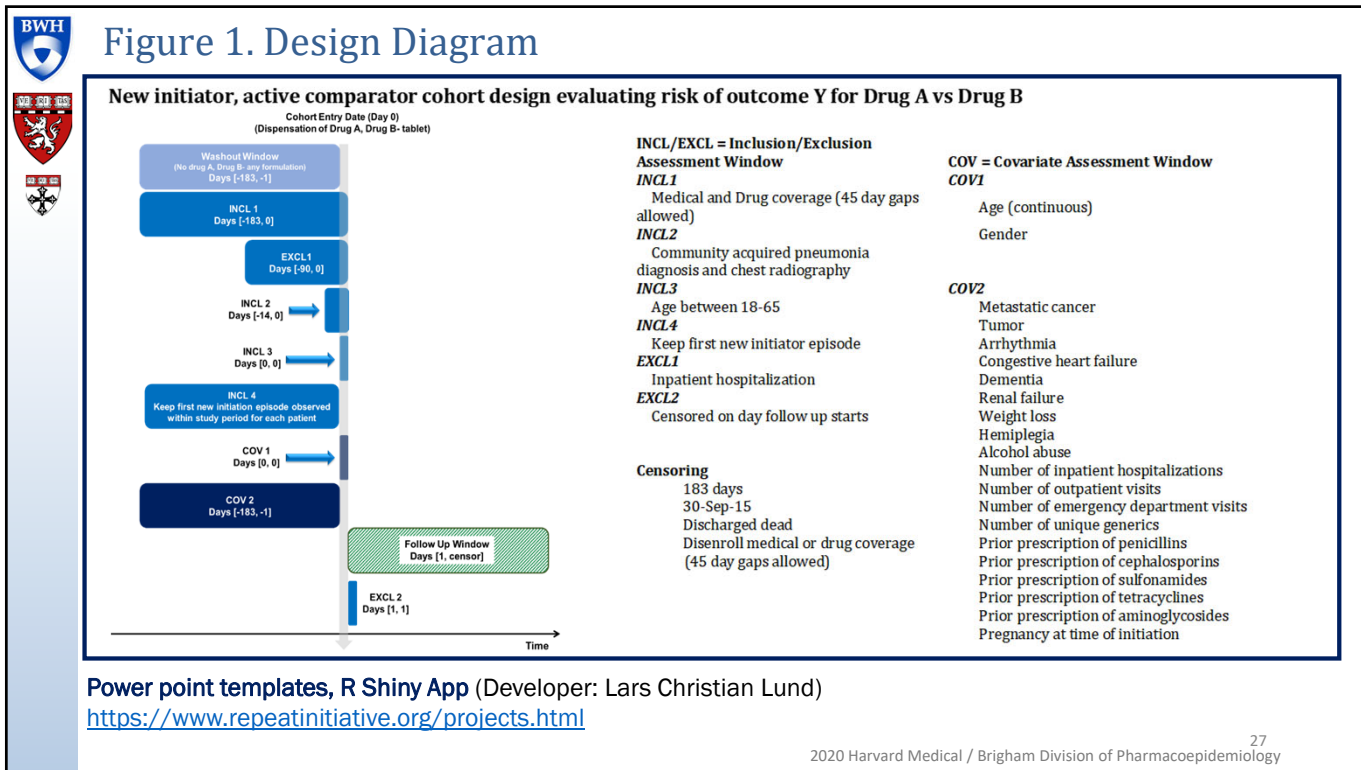 BWH
Figure 1. Design Diagram
VE RI TAS
New initiator, active comparator cohort design evaluating risk of outcome Y for Drug A vs Drug B
Cohort Entry Date (Day 0)
(Dispensation of Drug A, Drug B- tablet)
Washout Window
(No drug A, Drug B- any formulation)
Days [-183, -1]
INCL 1
Days [-183, 0]
EXCL1
Days [-90, 0]
INCL 2
Days [-14, 0]
INCL 3
Days [0, 0]
INCL 4
Keep first new initiation episode observed
within study period for each patient
COV 1
Days [0, 0]
COV 2
Days [-183, -1]
Follow Up Window
Days [1, censor]
EXCL 2
Days [1, 1]
Time
INCL/EXCL = Inclusion/Exclusion
Assessment Window
INCL1
Medical and Drug coverage (45 day gaps
allowed)
INCL2
Community acquired pneumonia
diagnosis and chest radiography
INCL3
Age between 18-65
INCL4
Keep first new initiator episode
EXCL1
Inpatient hospitalization
EXCL2
Censored on day follow up starts
Censoring
183 days
30-Sep-15
Discharged dead
Disenroll medical or drug coverage
(45 day gaps allowed)
COV = Covariate Assessment Window
COV1
Age (continuous)
Gender
COV2
Metastatic cancer
Tumor
Arrhythmia
Congestive heart failure
Dementia
Renal failure
Weight loss
Hemiplegia
Alcohol abuse
Number of inpatient hospitalizations
Number of outpatient visits
Number of emergency department visits
Number of unique generics
Prior prescription of penicillins
Prior prescription of cephalosporins
Prior prescription of sulfonamides
Prior prescription of tetracyclines
Prior prescription of aminoglycosides
Pregnancy at time of initiation
Power point templates, R Shiny App (Developer: Lars Christian Lund)
https://www.repeatinitiative.org/projects.html
27
2020 Harvard Medical / Brigham Division of Pharmacoepidemiology